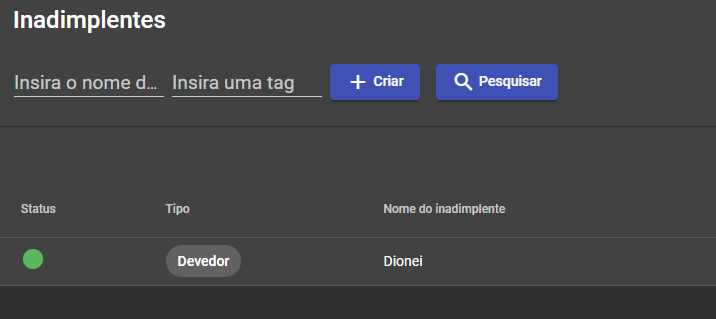 Inadimplentes
Insira o nome d... Insira uma tag Criar Pesquisar
Status Tipo Nome do inadimplente
Devedor Dionei